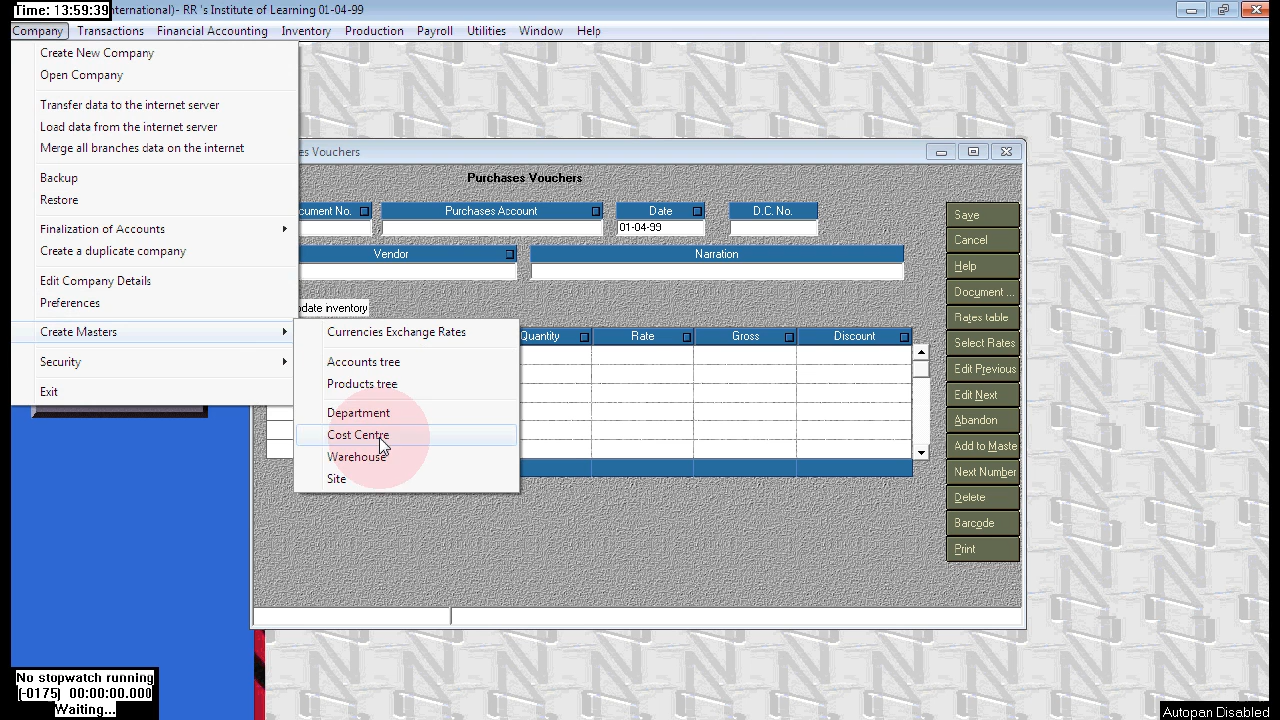 Time: 13:59:39
International)- RR 's Institute of Learning 01-04-99
Company Transactions Financial Accounting Inventory Production Payroll Utilities Window Help
Create New Company
Open Company
Transfer data to the internet server
Load data from the internet server
Merge all branches data on the internet
Backup
Restore
Finalization of Accounts
Create a duplicate company
Edit Company Details
Preferences
Create Masters
Security
Exit
Currencies Exchange Rates
Accounts tree
Products tree
Department
Cost Centre
Warehouse
Site
es Vouchers
Purchases Vouchers
cument No. Purchases Account Date D.C. No.
01-04-99
Vendor Narration
pdate inventory
Quantity Rate Gross Discount
Save
Cancel
Help
Document ...
Rates table
Select Rates
Edit Previous
Edit Next
Abandon
Add to Maste
Next Number
Delete
Barcode
Print
No stopwatch running
(-0175) 00:00:00.000
Waiting...
Autopan Disabled